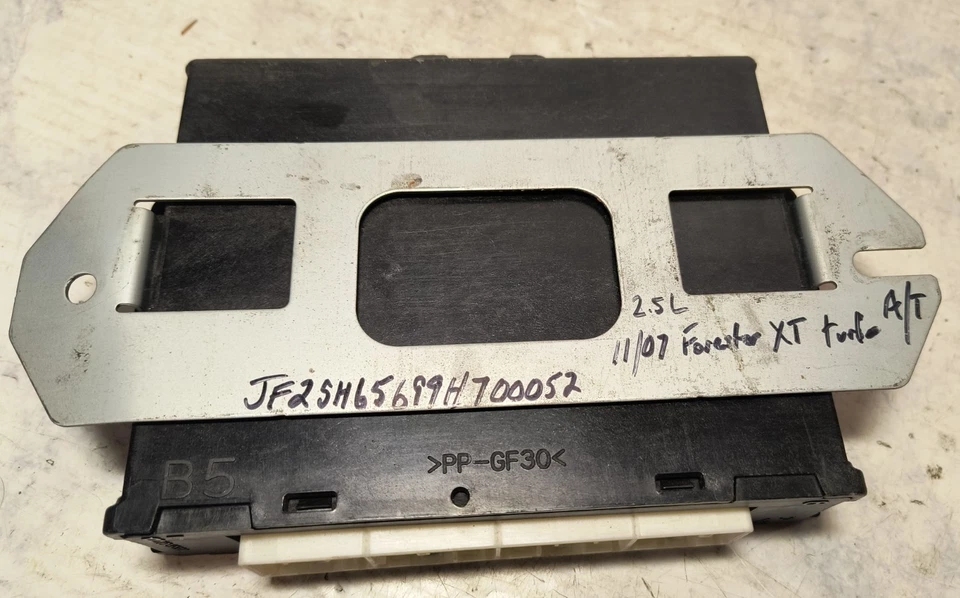 2.5L
11/07 Forester XT turbo A/T
JF2SH65699H700052
B5
>PP-GF30<